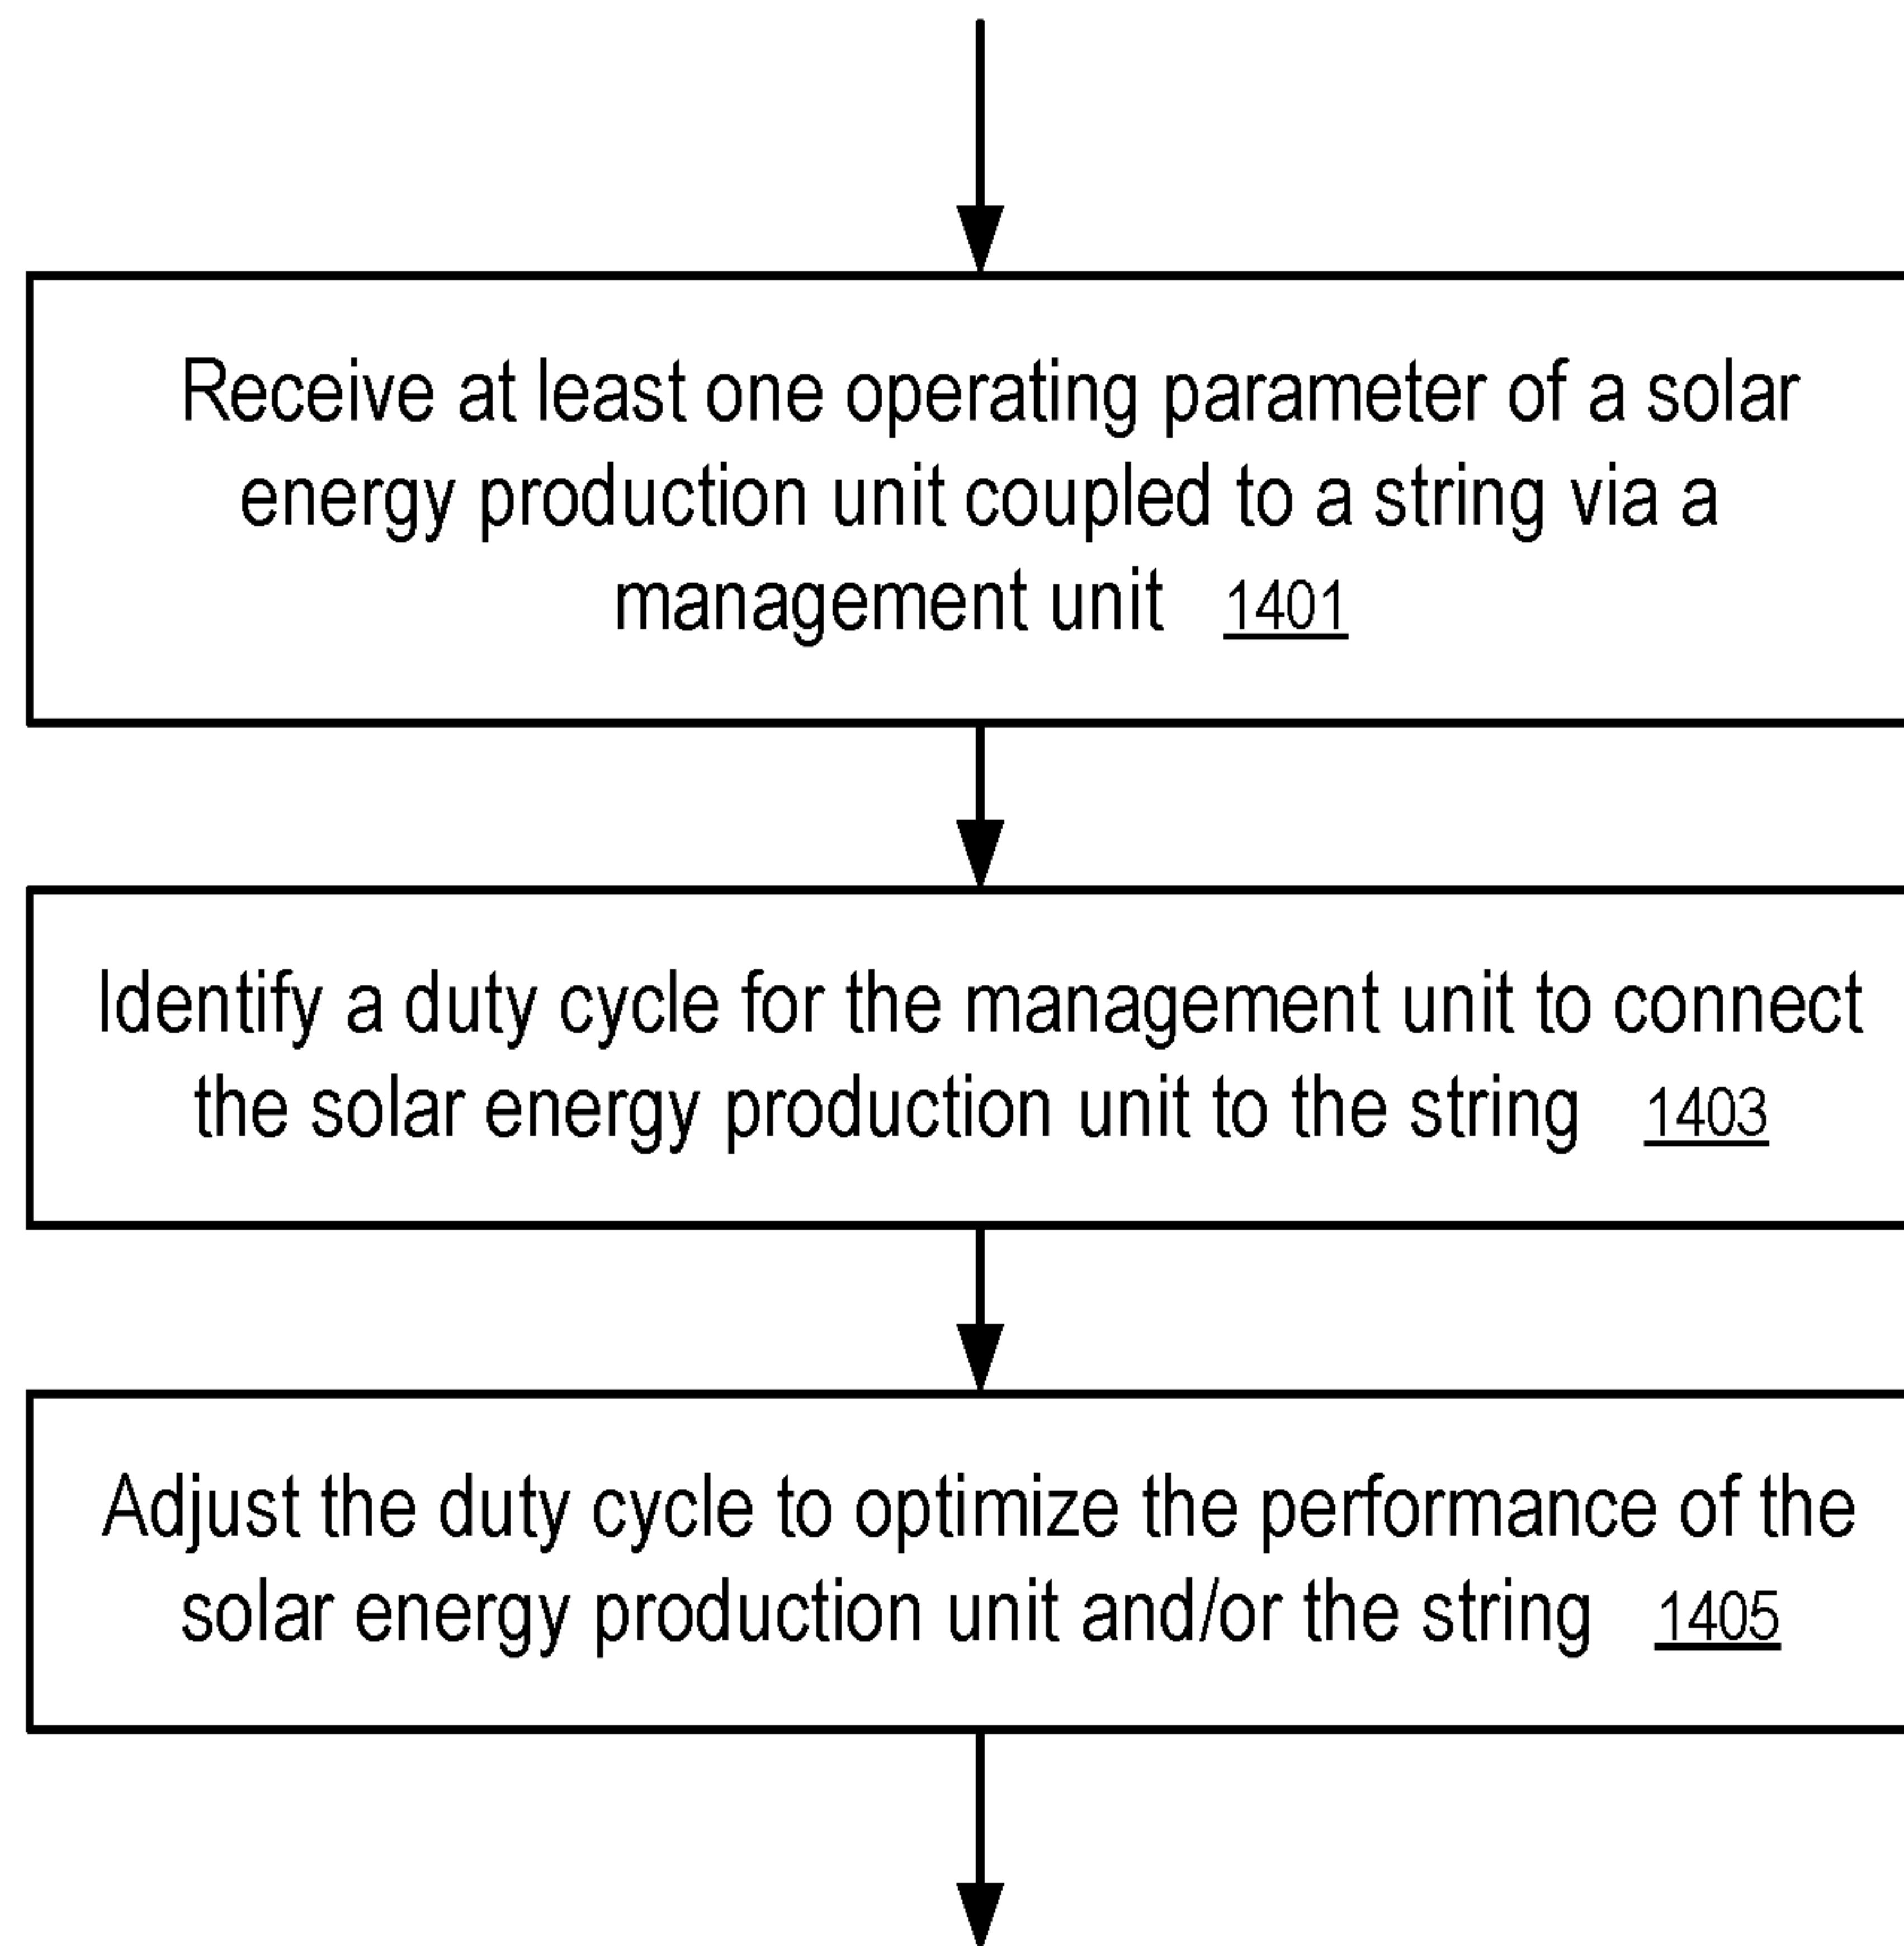 Receive at least one operating parameter of a solar
energy production unit coupled to a string via a
management unit 1401
Identify a duty cycle for the management unit to connect
the solar energy production unit to the string 1403
Adjust the duty cycle to optimize the performance of the
solar energy production unit and/or the string 1405